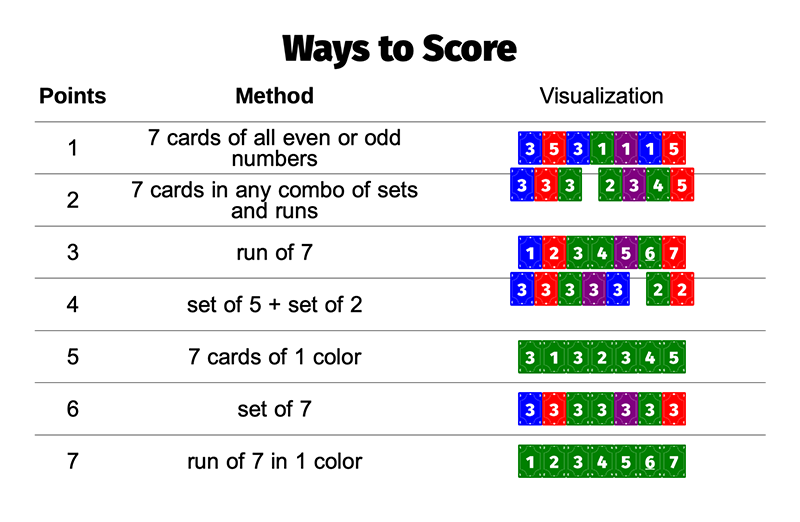 Ways to Score
Points Method Visualization
1 7 cards of all even or odd numbers 3 5 3 1 1 1 5
2 7 cards in any combo of sets and runs 3 3 3 2 3 4 5
3 run of 7 1 2 3 4 5 6 7
4 set of 5 + set of 2 3 3 3 3 3 2 2
5 7 cards of 1 color 3 1 3 2 3 4 5
6 set of 7 3 3 3 3 3 3 3
7 run of 7 in 1 color 1 2 3 4 5 6 7